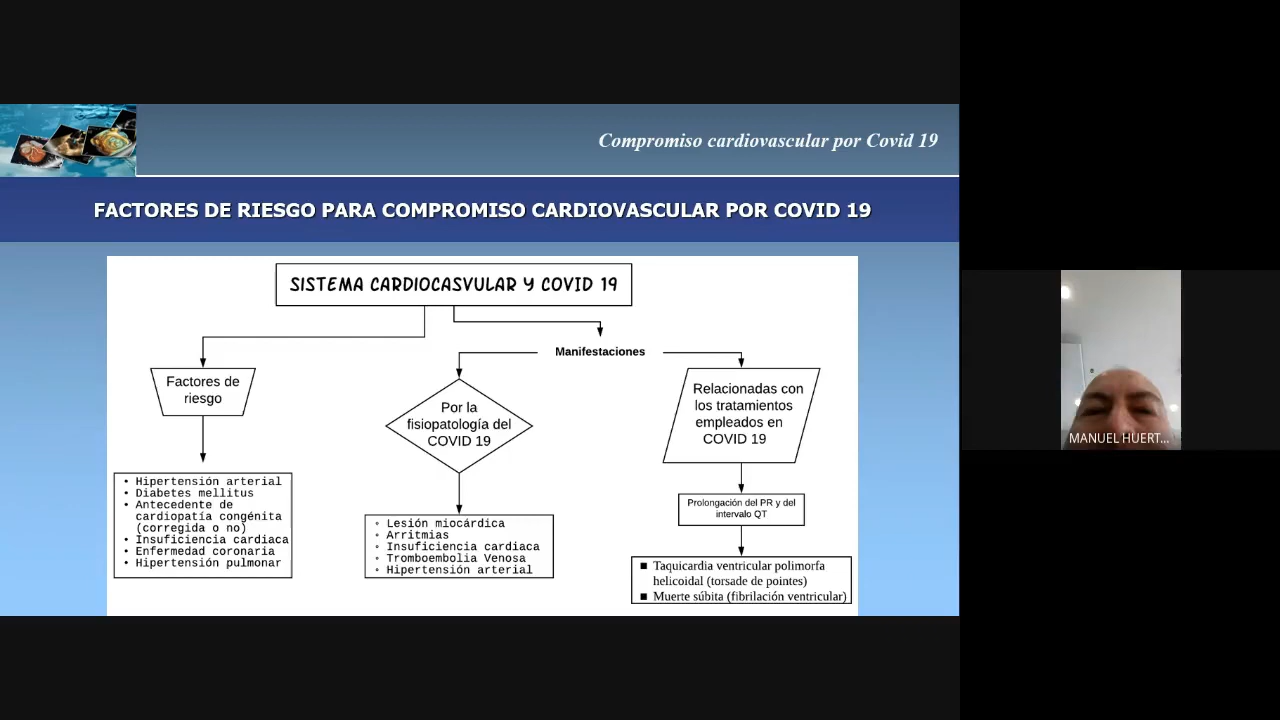 Compromiso cardiovascular por Covid 19
FACTORES DE RIESGO PARA COMPROMISO CARDIOVASCULAR POR COVID 19
SISTEMA CARDIOCASVULAR Y COVID 19
Manifestaciones
Factores de
riesgo
Por la
fisiopatología del
COVID 19
Relacionadas con
los tratamientos
empleados en
COVID 19
• Hipertensión arterial
• Diabetes mellitus
• Antecedente de
cardiopatía congénita
(corregida o no)
• Insuficiencia cardiaca
• Enfermedad coronaria
• Hipertensión pulmonar
◦ Lesión miocárdica
◦ Arritmias
◦ Insuficiencia cardiaca
◦ Tromboembolia Venosa
◦ Hipertensión arterial
Prolongación del PR y del
intervalo QT
■ Taquicardia ventricular polimorfa
helicoidal (torsade de pointes)
■ Muerte súbita (fibrilación ventricular)
MANUEL HUERT...